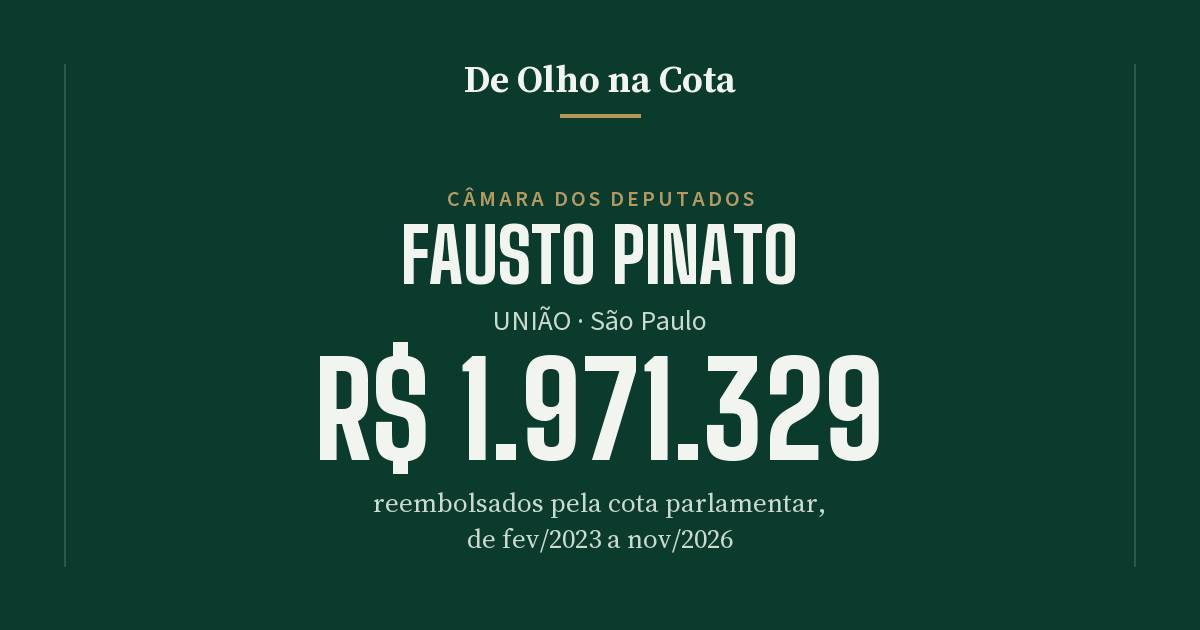 De Olho na Cota
CÂMARA DOS DEPUTADOS
FAUSTO PINATO
UNIÃO · São Paulo
R$ 1.971.329
reembolsados pela cota parlamentar,
de fev/2023 a nov/2026